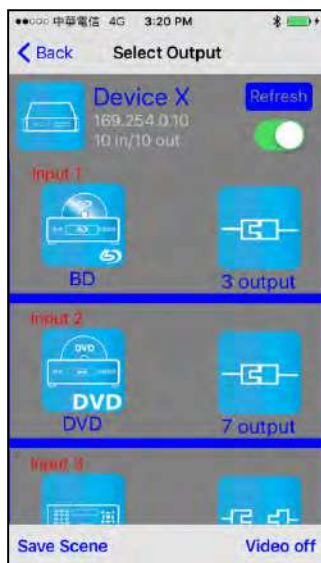 中華電信 4G 3:20 PM
Back Select Output
Device X Refresh
169.254.0.10
10 in/10 out
Input 1
BD
BD 3 output
Input 2
DVD
DVD
DVD 7 output
Input 3
Save Scene Video off